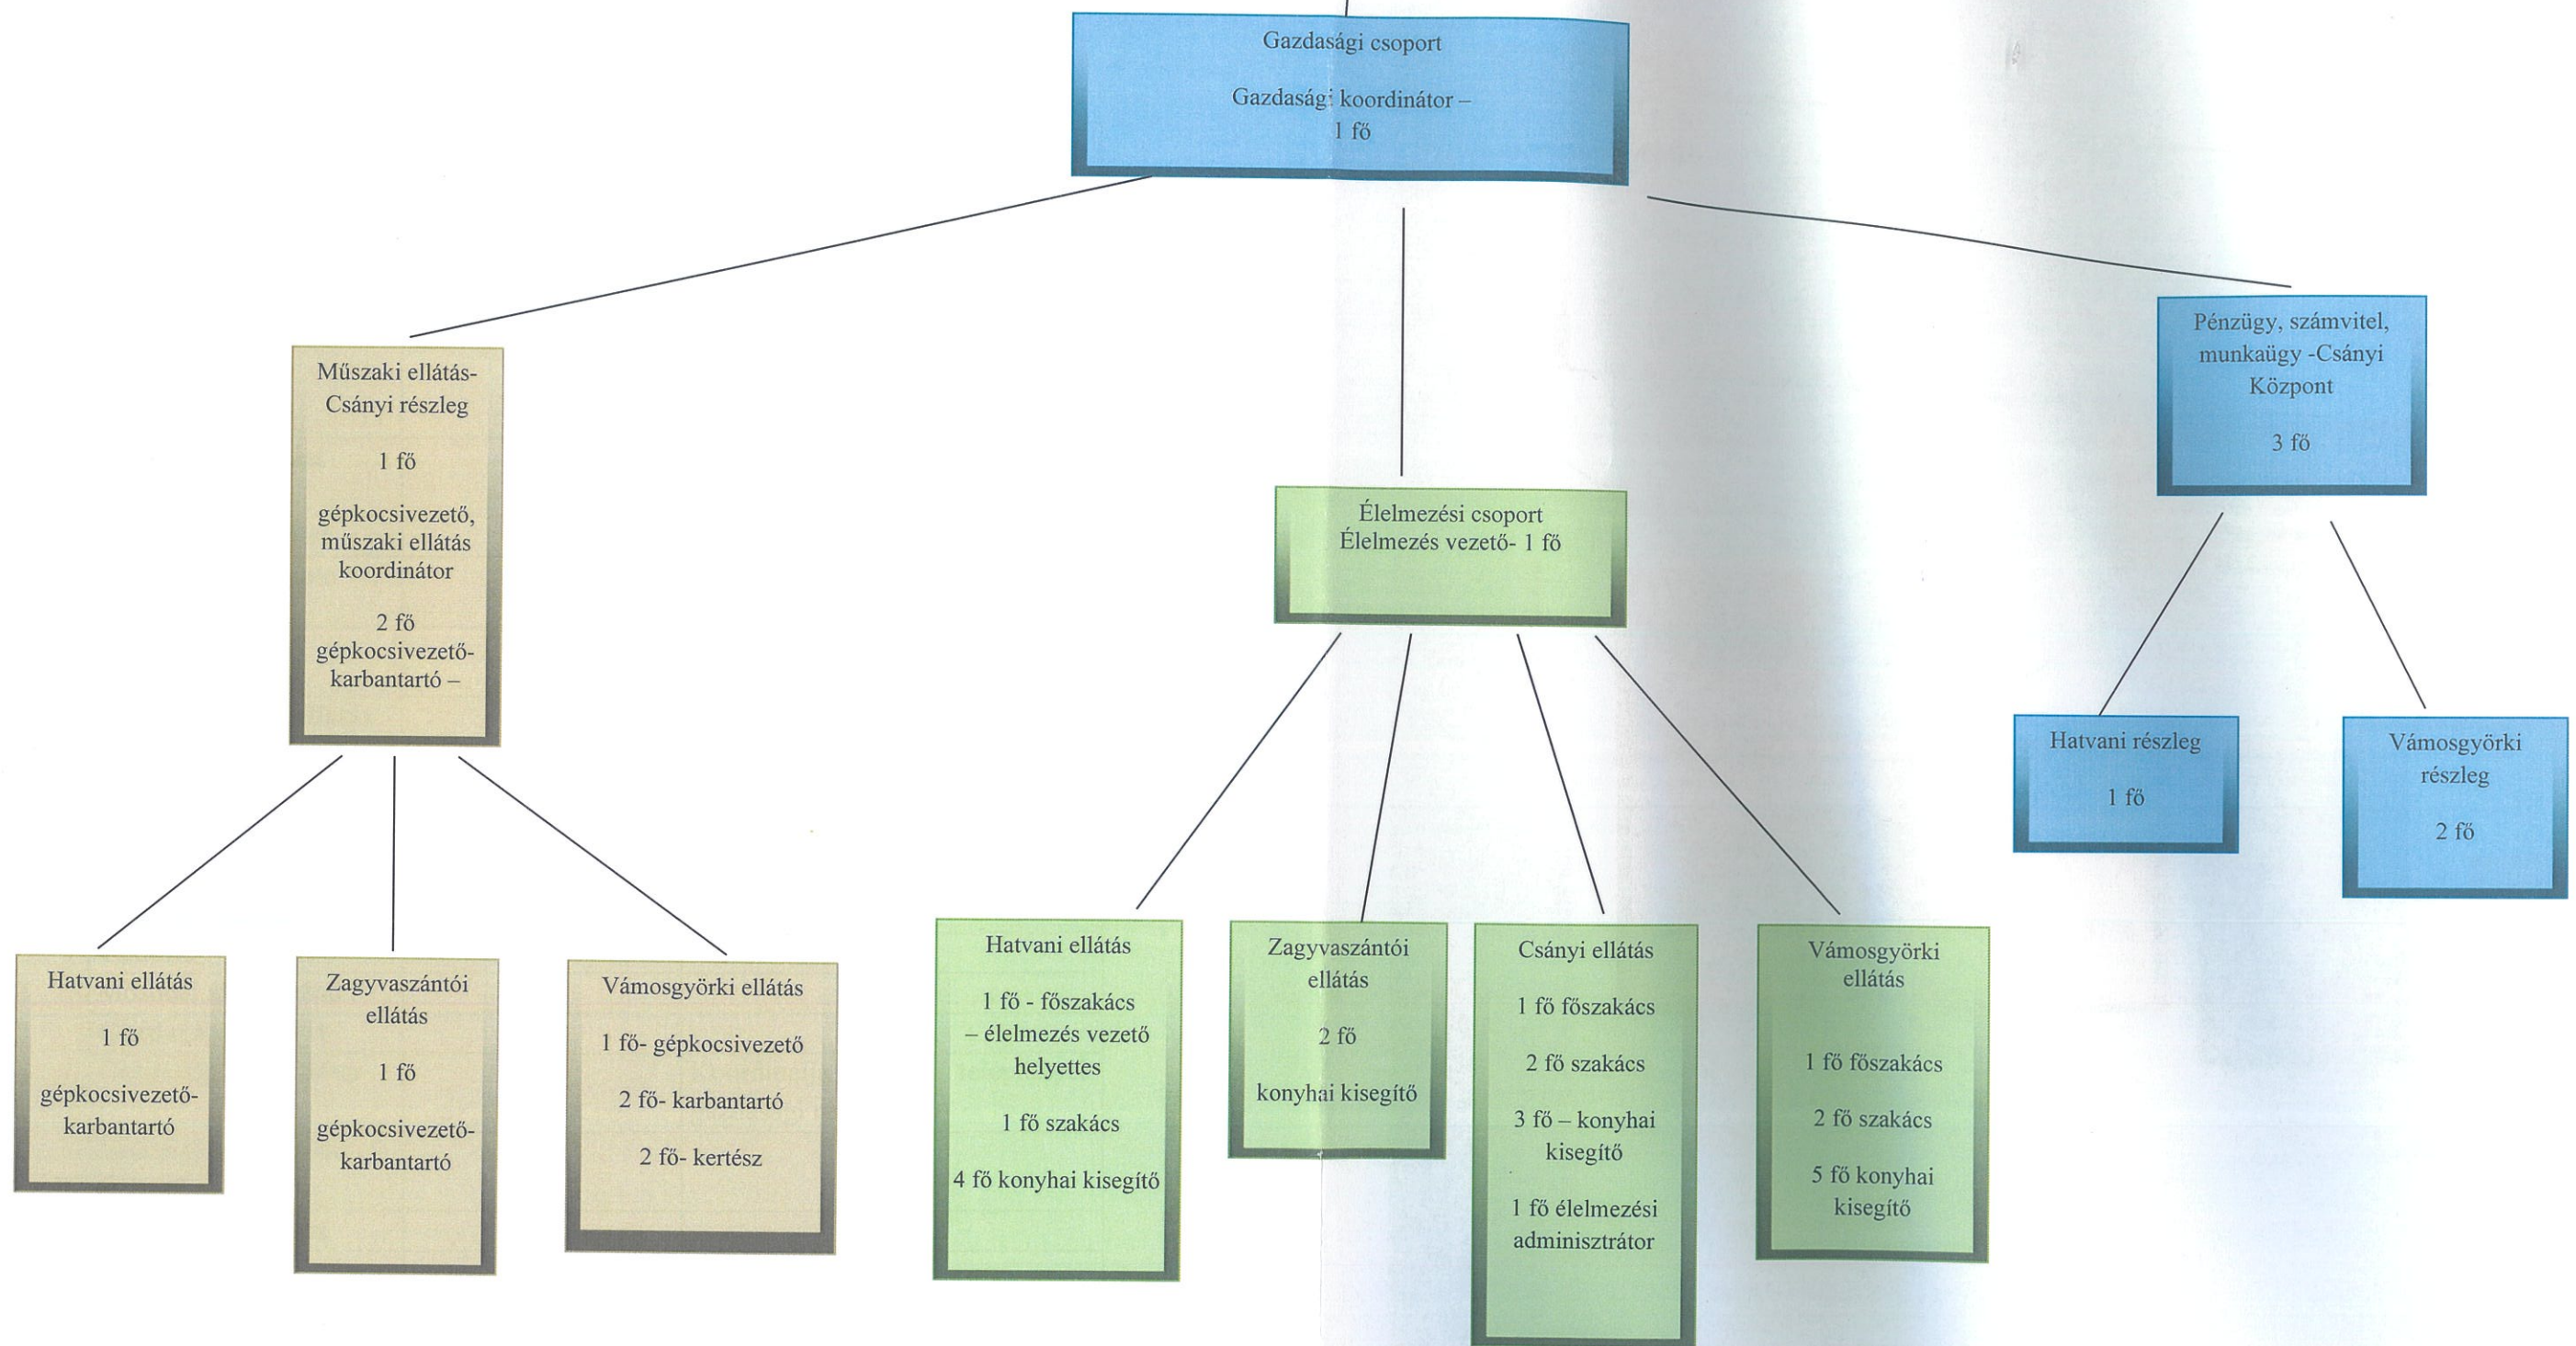 Gazdasági csoport
Gazdasági koordinátor –
1 fő
Műszaki ellátás-
Csányi részleg
1 fő
gépkocsivezető,
műszaki ellátás
koordinátor
2 fő
gépkocsivezető-
karbantartó –
Élelmezési csoport
Élelmezés vezető- 1 fő
Pénzügy, számvitel,
munkaügy -Csányi
Központ
3 fő
Hatvani részleg
1 fő
Vámosgyörki
részleg
2 fő
Hatvani ellátás
1 fő
gépkocsivezető-
karbantartó
Zagyvaszántói
ellátás
1 fő
gépkocsivezető-
karbantartó
Vámosgyörki ellátás
1 fő- gépkocsivezető
2 fő- karbantartó
2 fő- kertész
Hatvani ellátás
1 fő - főszakács
– élelmezés vezető
helyettes
1 fő szakács
4 fő konyhai kisegítő
Zagyvaszántói
ellátás
2 fő
konyhai kisegítő
Csányi ellátás
1 fő főszakács
2 fő szakács
3 fő – konyhai
kisegítő
1 fő élelmezési
adminisztrátor
Vámosgyörki
ellátás
1 fő főszakács
2 fő szakács
5 fő konyhai
kisegítő